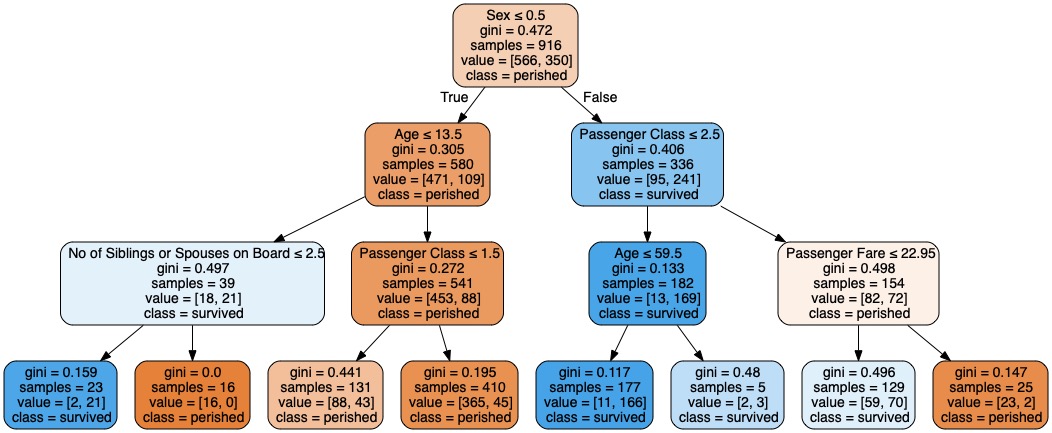 Sex ≤ 0.5
gini = 0.472
samples = 916
value = [566, 350]
class = perished
True
False
Age ≤ 13.5
gini = 0.305
samples = 580
value = [471, 109]
class = perished
Passenger Class ≤ 2.5
gini = 0.406
samples = 336
value = [95, 241]
class = survived
No of Siblings or Spouses on Board ≤ 2.5
gini = 0.497
samples = 39
value = [18, 21]
class = survived
Passenger Class ≤ 1.5
gini = 0.272
samples = 541
value = [453, 88]
class = perished
Age ≤ 59.5
gini = 0.133
samples = 182
value = [13, 169]
class = survived
Passenger Fare ≤ 22.95
gini = 0.498
samples = 154
value = [82, 72]
class = perished
gini = 0.159
samples = 23
value = [2, 21]
class = survived
gini = 0.0
samples = 16
value = [16, 0]
class = perished
gini = 0.441
samples = 131
value = [88, 43]
class = perished
gini = 0.195
samples = 410
value = [365, 45]
class = perished
gini = 0.117
samples = 177
value = [11, 166]
class = survived
gini = 0.48
samples = 5
value = [2, 3]
class = survived
gini = 0.496
samples = 129
value = [59, 70]
class = survived
gini = 0.147
samples = 25
value = [23, 2]
class = perished